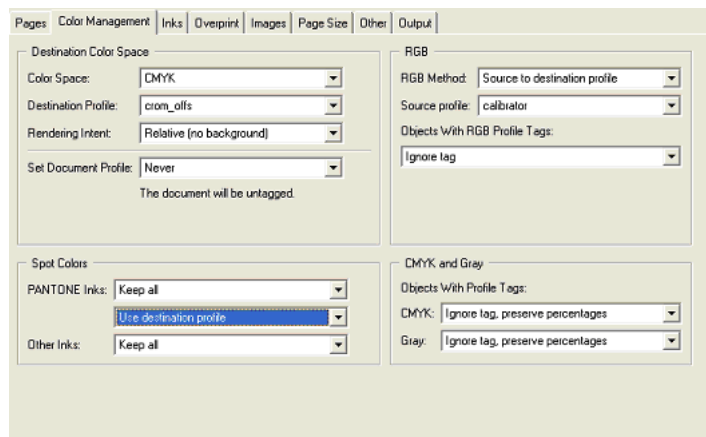 Pages Color Management Inks Overprint Images Page Size Other Output
Destination Color Space
Color Space: CMYK
Destination Profile: crom_offs
Rendering Intent: Relative (no background)
Set Document Profile: Never
The document will be untagged.
RGB
RGB Method: Source to destination profile
Source profile: calibrator
Objects With RGB Profile Tags:
Ignore tag
Spot Colors
PANTONE Inks: Keep all
Use destination profile
Other Inks: Keep all
CMYK and Gray
Objects With Profile Tags:
CMYK: Ignore tag, preserve percentages
Gray: Ignore tag, preserve percentages